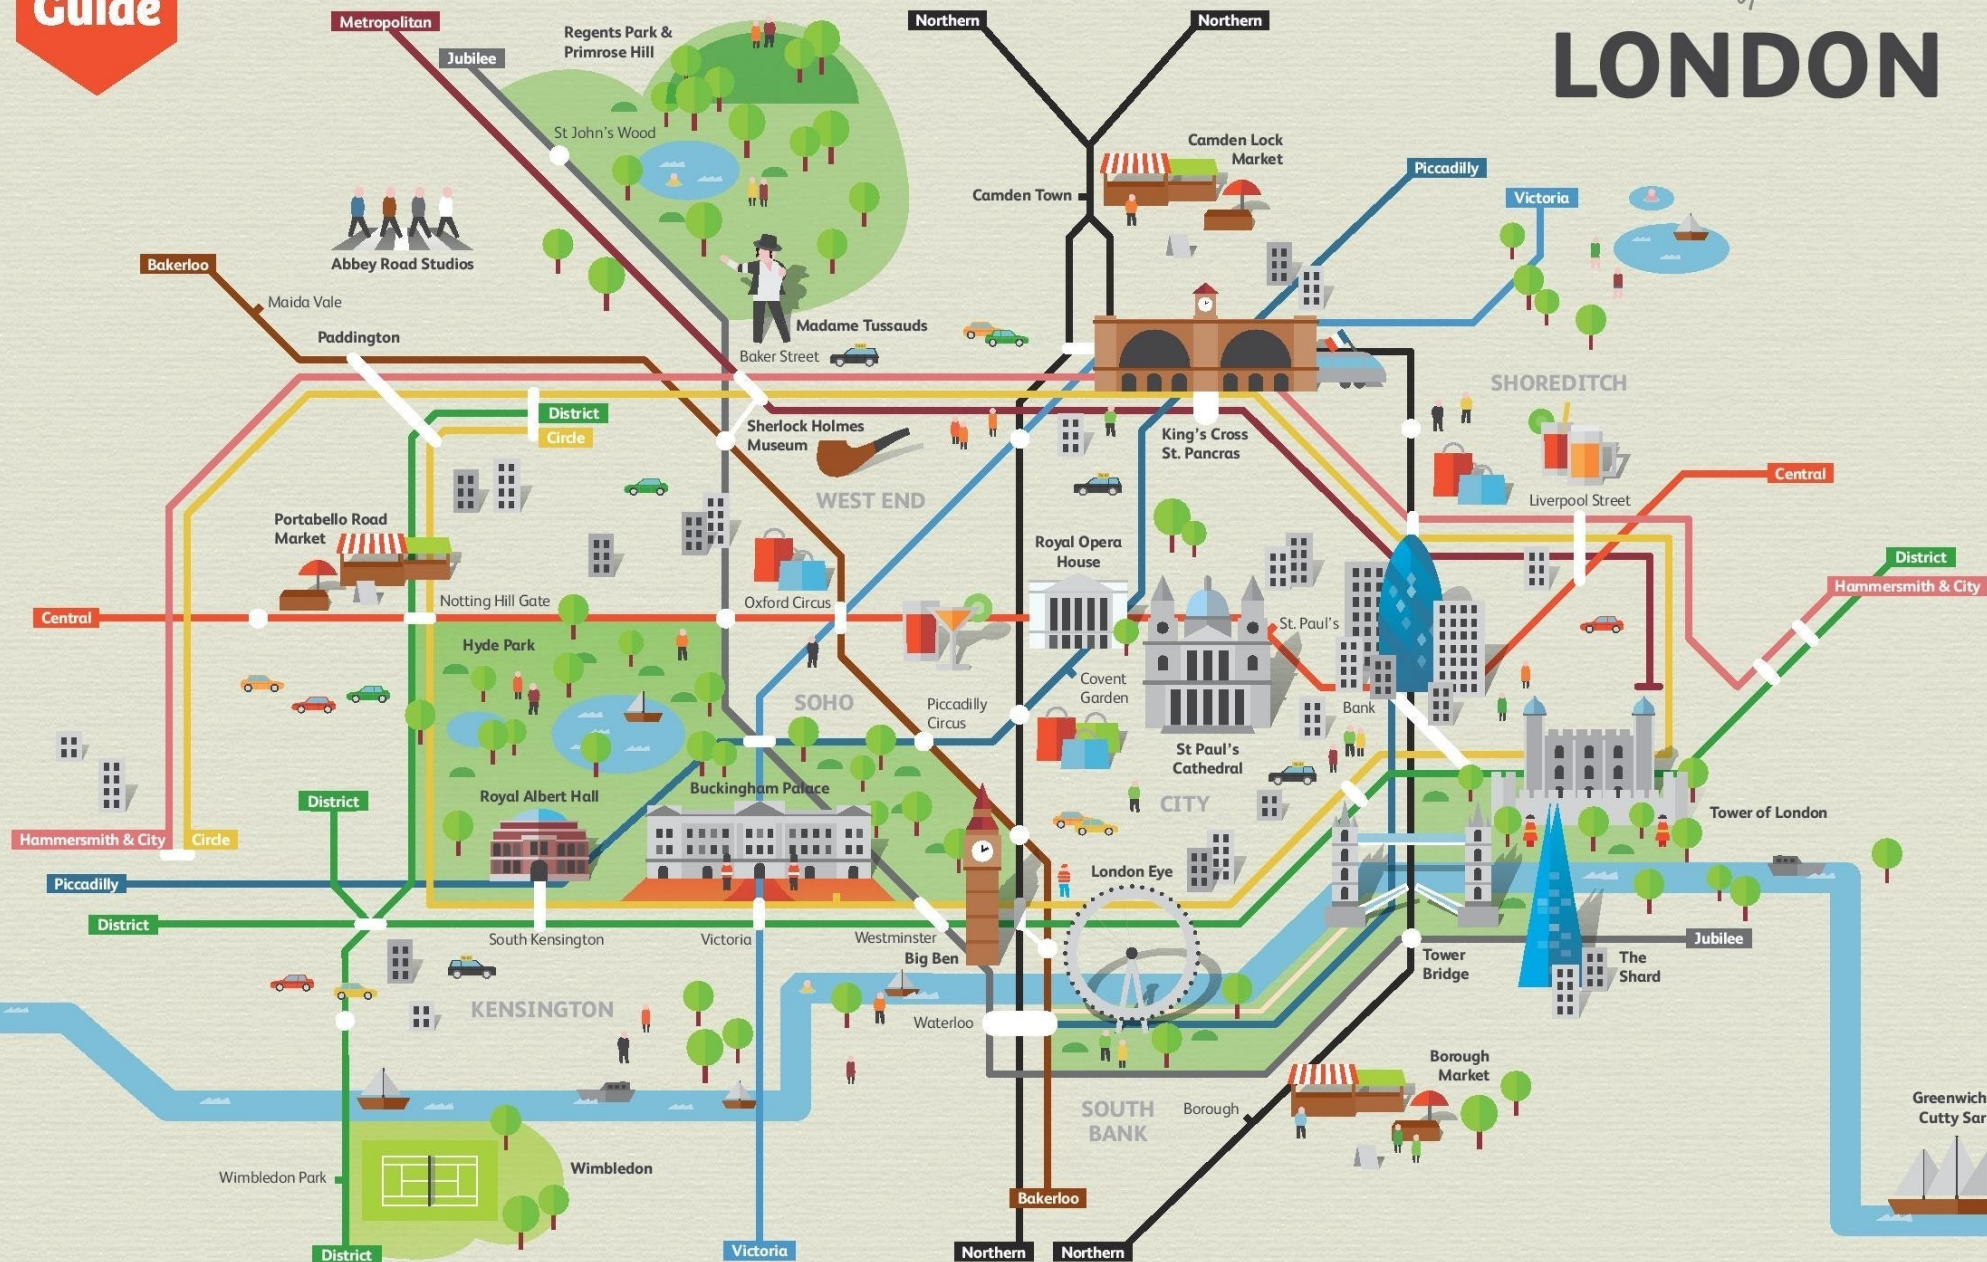 Guide
LONDON
Metropolitan
Jubilee
Regents Park &
Primrose Hill
Northern
Northern
St John's Wood
Camden Lock
Market
Camden Town
Piccadilly
Victoria
Abbey Road Studios
Bakerloo
Maida Vale
Paddington
Madame Tussauds
Baker Street
SHOREDITCH
District
Circle
Sherlock Holmes
Museum
King's Cross
St. Pancras
WEST END
Central
Liverpool Street
Portabello Road
Market
Royal Opera
House
District
Hammersmith & City
Central
Notting Hill Gate
Oxford Circus
St. Paul's
Hyde Park
SOHO
Covent
Garden
Piccadilly
Circus
Bank
St Paul's
Cathedral
District
Royal Albert Hall
Buckingham Palace
CITY
Tower of London
Hammersmith & City
Circle
Piccadilly
London Eye
District
South Kensington
Victoria
Westminster
Big Ben
Tower
Bridge
Jubilee
The
Shard
KENSINGTON
Waterloo
Borough
Market
SOUTH
BANK
Borough
Greenwich
Cutty Sar
Wimbledon Park
Wimbledon
Bakerloo
District
Victoria
Northern
Northern